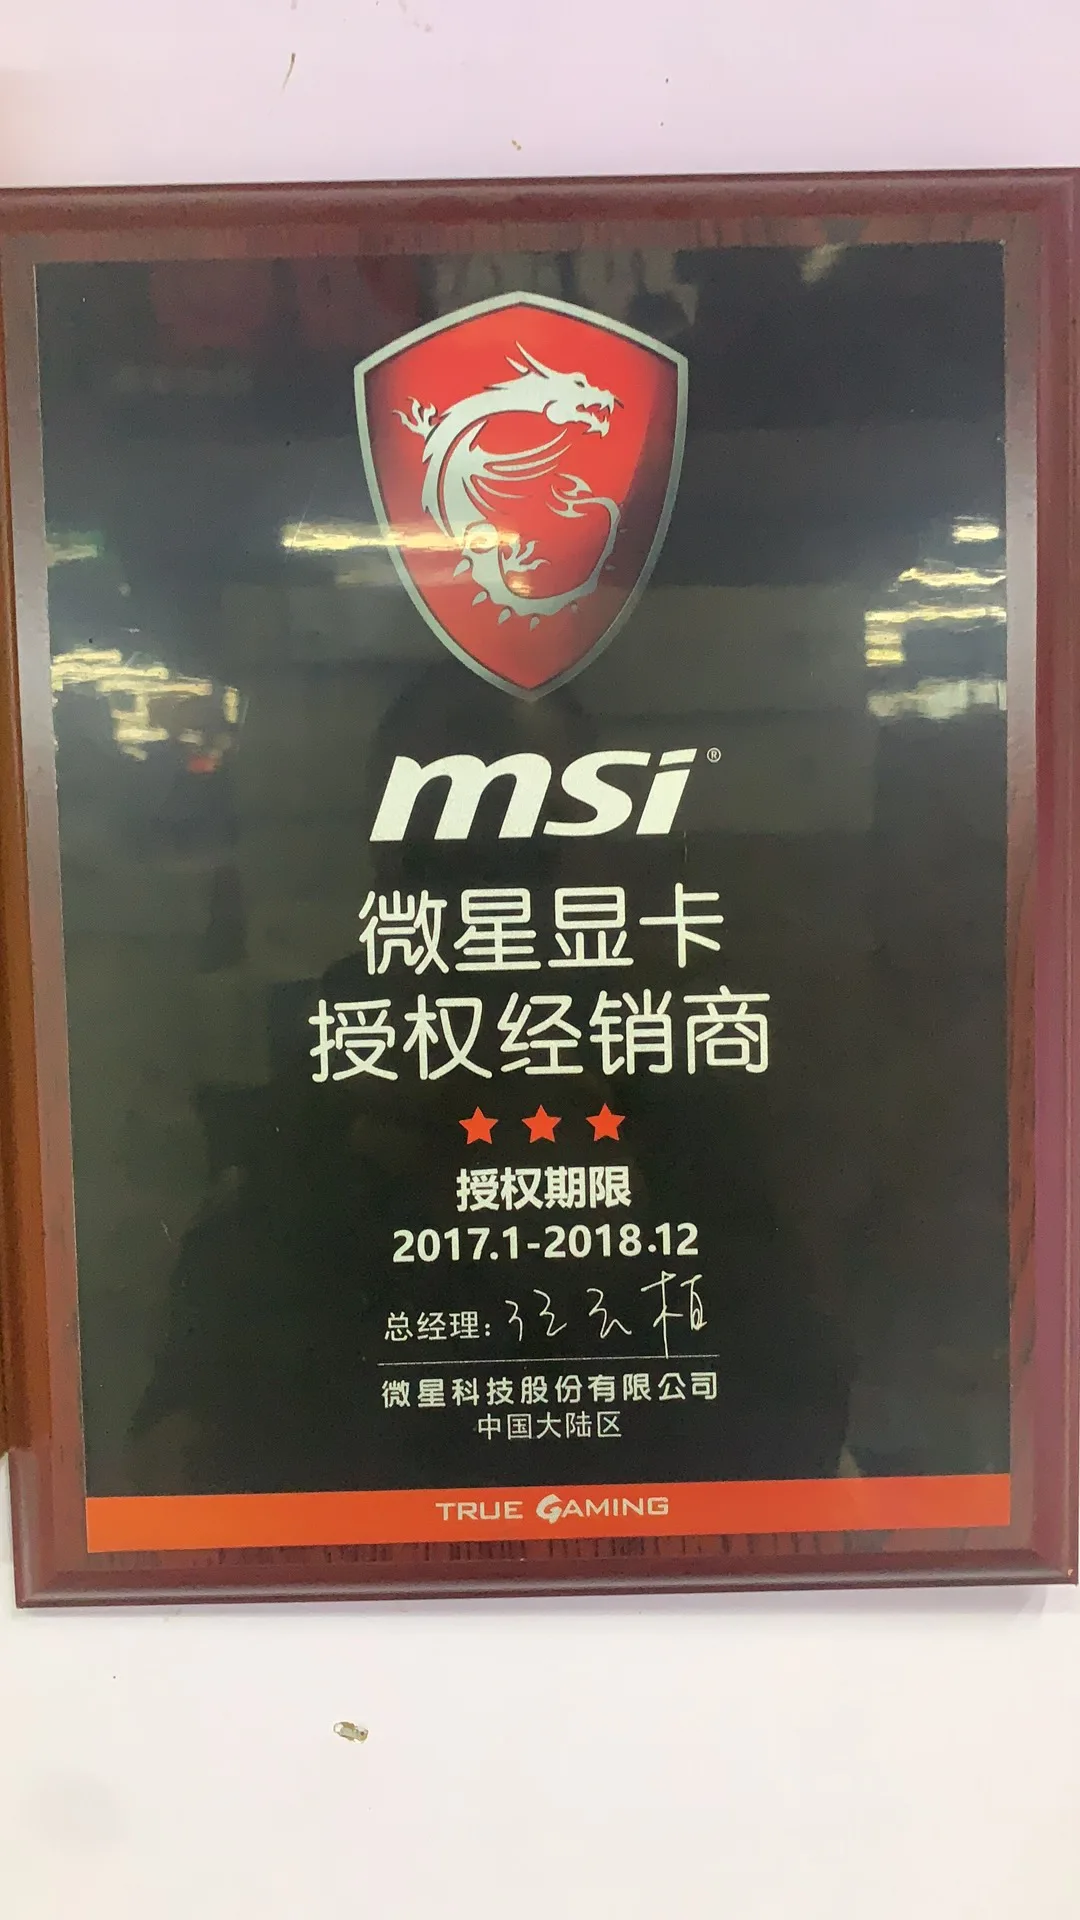 msi®
微星显卡
授权经销商
授权期限
2017.1-2018.12
总经理:
微星科技股份有限公司
中国大陆区
TRUE GAMING